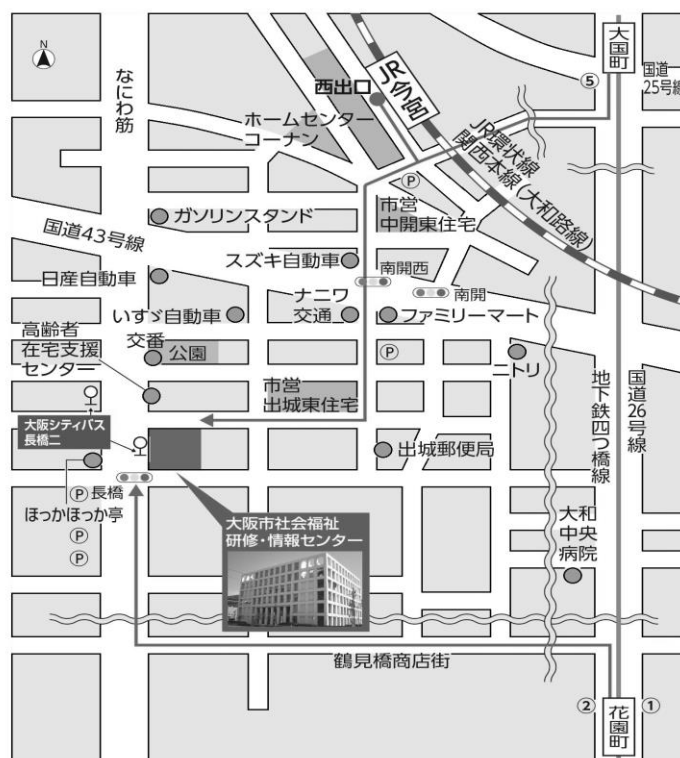 N
なにわ筋
西出口
JR今宮
大国町
国道
25号線
⑤
ホームセンター
コーナン
JR環状線
関西本線(大和路線)
P
ガソリンスタンド
市営
中開東住宅
国道43号線
スズキ自動車
南開西
南開
日産自動車
ナニワ
交通
いすゞ自動車
ファミリーマート
高齢者
在宅支援
センター
交番
公園
P
ニトリ
市営
出城東住宅
地下鉄四つ橋線
国道26号線
大阪シティバス
長橋二
出城郵便局
P
長橋
ほっかほっか亭
P
P
大阪市社会福祉
研修・情報センター
大和
中央
病院
鶴見橋商店街
②
花園町
①